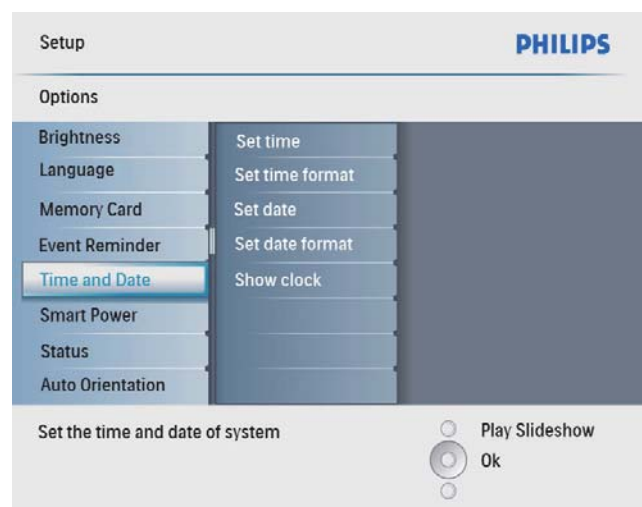 Setup
PHILIPS
Options
Brightness
Language
Memory Card
Event Reminder
Time and Date
Smart Power
Status
Auto Orientation
Set time
Set time format
Set date
Set date format
Show clock
Set the time and date of system
Play Slideshow
Ok